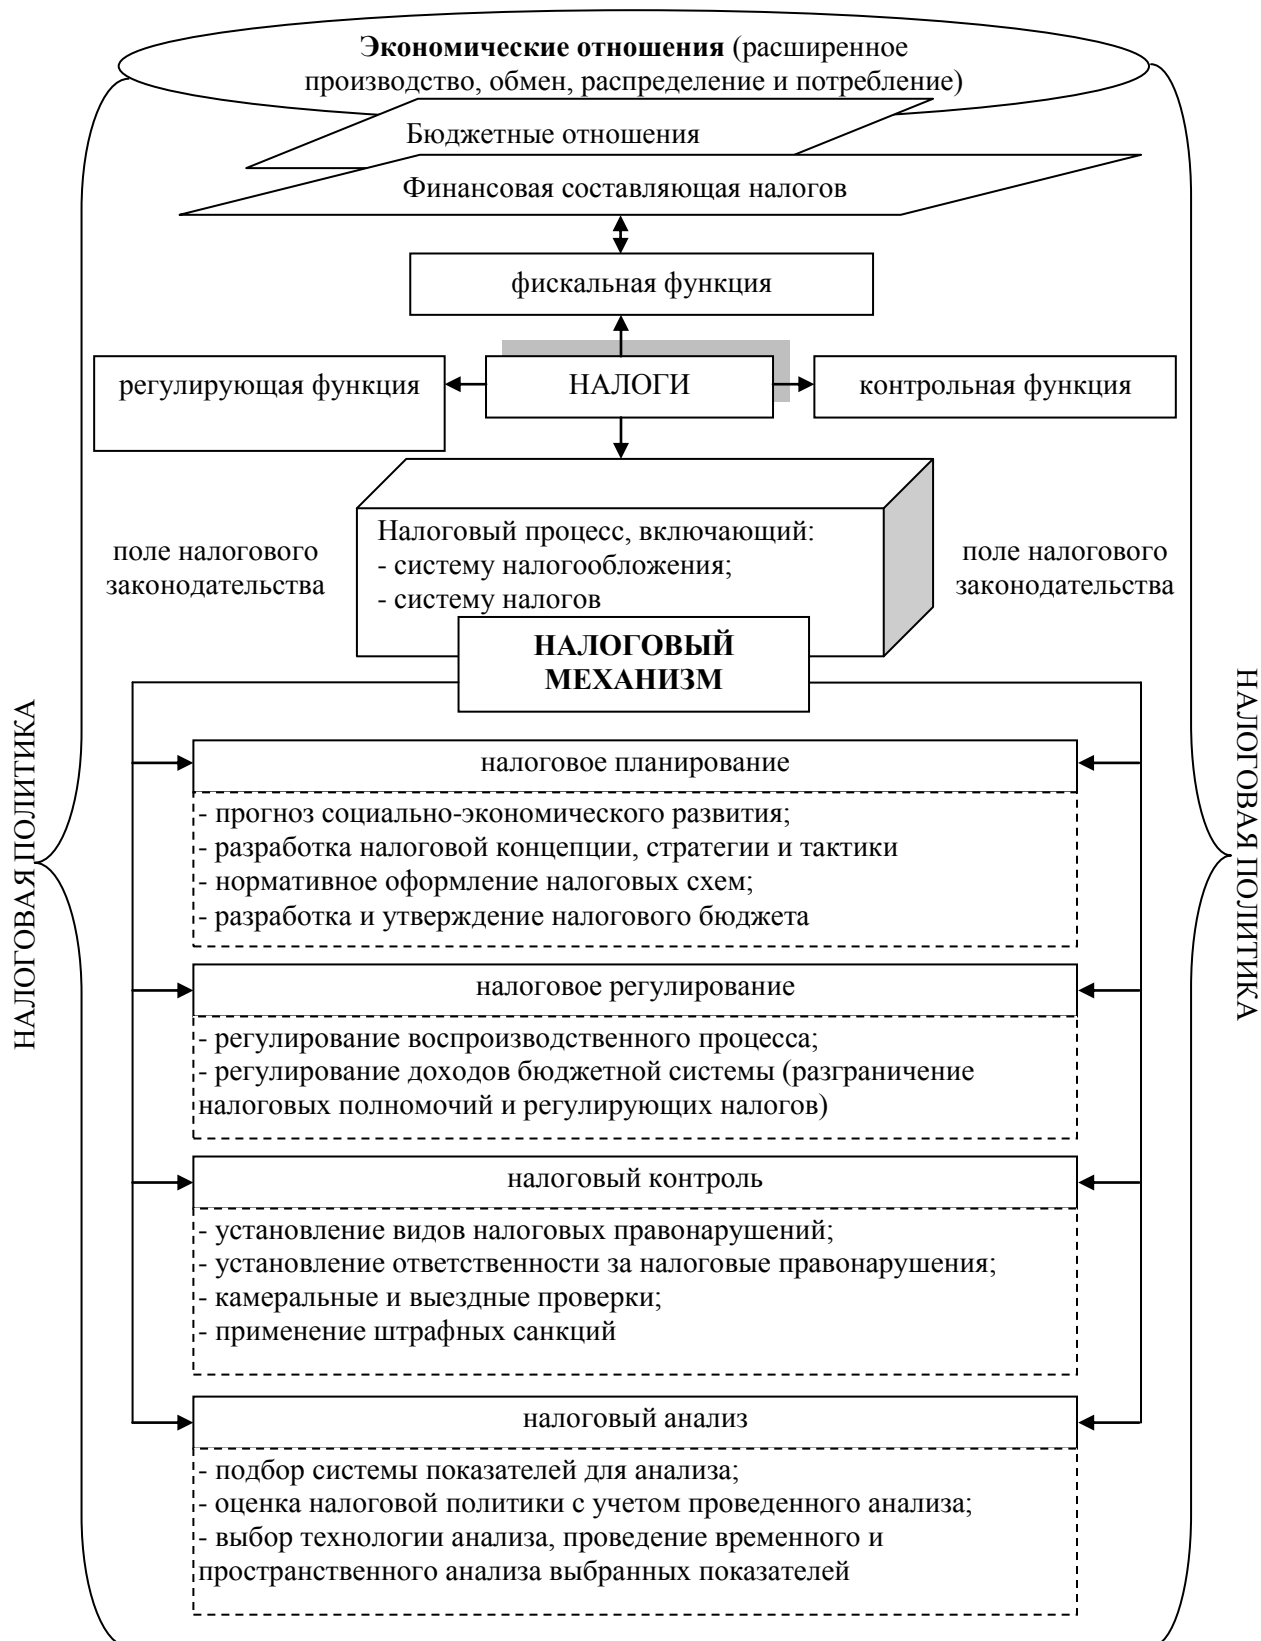 Экономические отношения (расширенное
производство, обмен, распределение и потребление)
Бюджетные отношения
Финансовая составляющая налогов
фискальная функция
регулирующая функция
НАЛОГИ
контрольная функция
Налоговый процесс, включающий:
- систему налогообложения;
- систему налогов
поле налогового
законодательства
поле налогового
законодательства
НАЛОГОВЫЙ
МЕХАНИЗМ
НАЛОГОВАЯ ПОЛИТИКА
НАЛОГОВАЯ ПОЛИТИКА
налоговое планирование
- прогноз социально-экономического развития;
- разработка налоговой концепции, стратегии и тактики
- нормативное оформление налоговых схем;
- разработка и утверждение налогового бюджета
налоговое регулирование
- регулирование воспроизводственного процесса;
- регулирование доходов бюджетной системы (разграничение
налоговых полномочий и регулирующих налогов)
налоговый контроль
- установление видов налоговых правонарушений;
- установление ответственности за налоговые правонарушения;
- камеральные и выездные проверки;
- применение штрафных санкций
налоговый анализ
- подбор системы показателей для анализа;
- оценка налоговой политики с учетом проведенного анализа;
- выбор технологии анализа, проведение временного и
пространственного анализа выбранных показателей